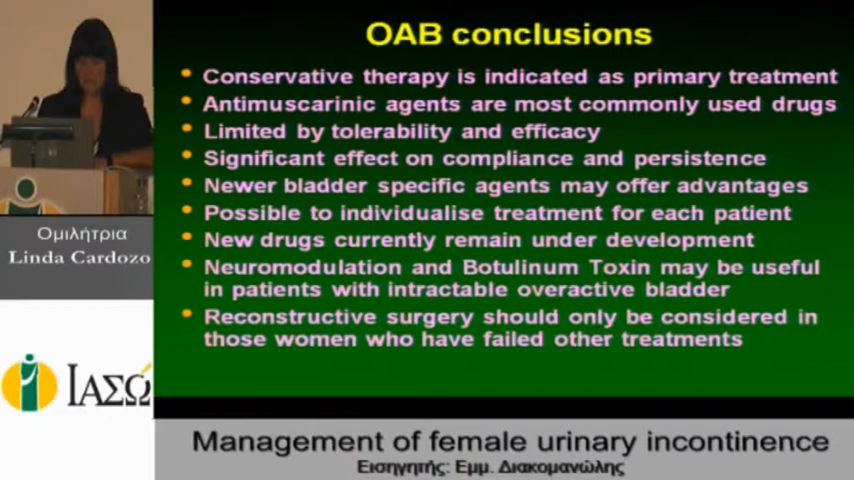 OAB conclusions
• Conservative therapy is indicated as primary treatment
• Antimuscarinic agents are most commonly used drugs
• Limited by tolerability and efficacy
• Significant effect on compliance and persistence
• Newer bladder specific agents may offer advantages
• Possible to individualise treatment for each patient
• New drugs currently remain under development
• Neuromodulation and Botulinum Toxin may be useful
in patients with intractable overactive bladder
• Reconstructive surgery should only be considered in
those women who have failed other treatments
Ομιλήτρια
Linda Cardozo
ΙΑΣΩ
Management of female urinary incontinence
Εισηγητής: Εμμ. Διακομανώλης